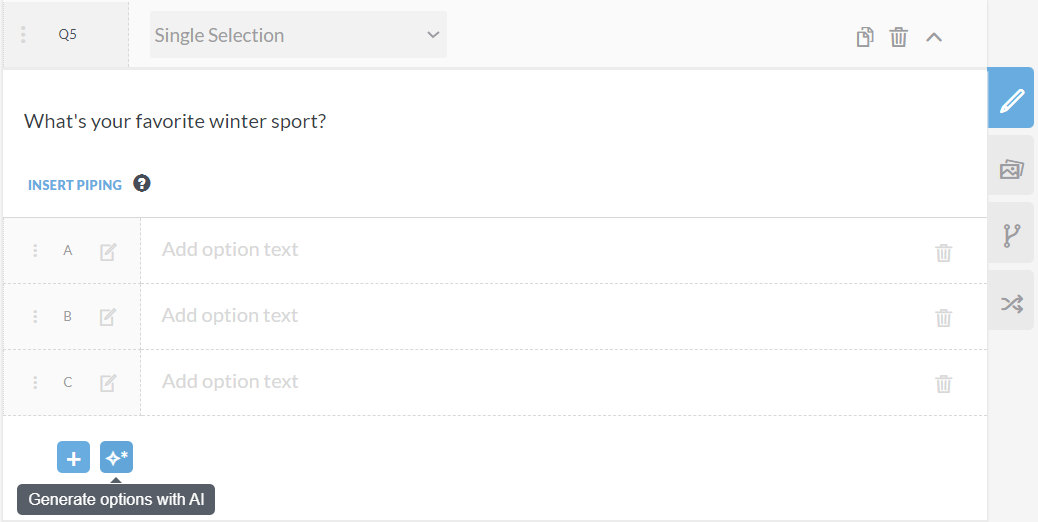 Q5
Single Selection
What's your favorite winter sport?
INSERT PIPING ?
A Add option text
B Add option text
C Add option text
Generate options with AI